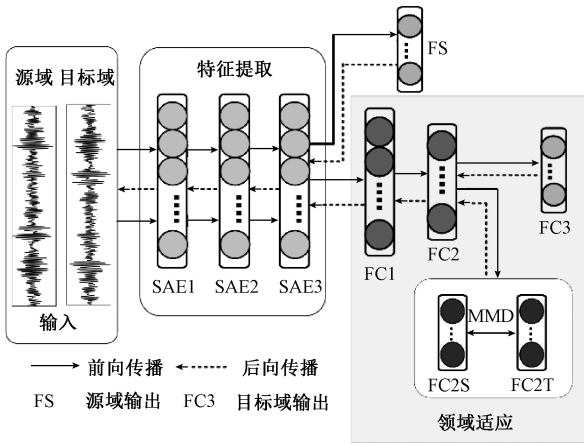 源域 目标域
输入
特征提取
SAE1 SAE2 SAE3
FS
FC1
FC2
FC3
MMD
FC2S FC2T
领域适应
前向传播 后向传播
FS 源域输出 FC3 目标域输出